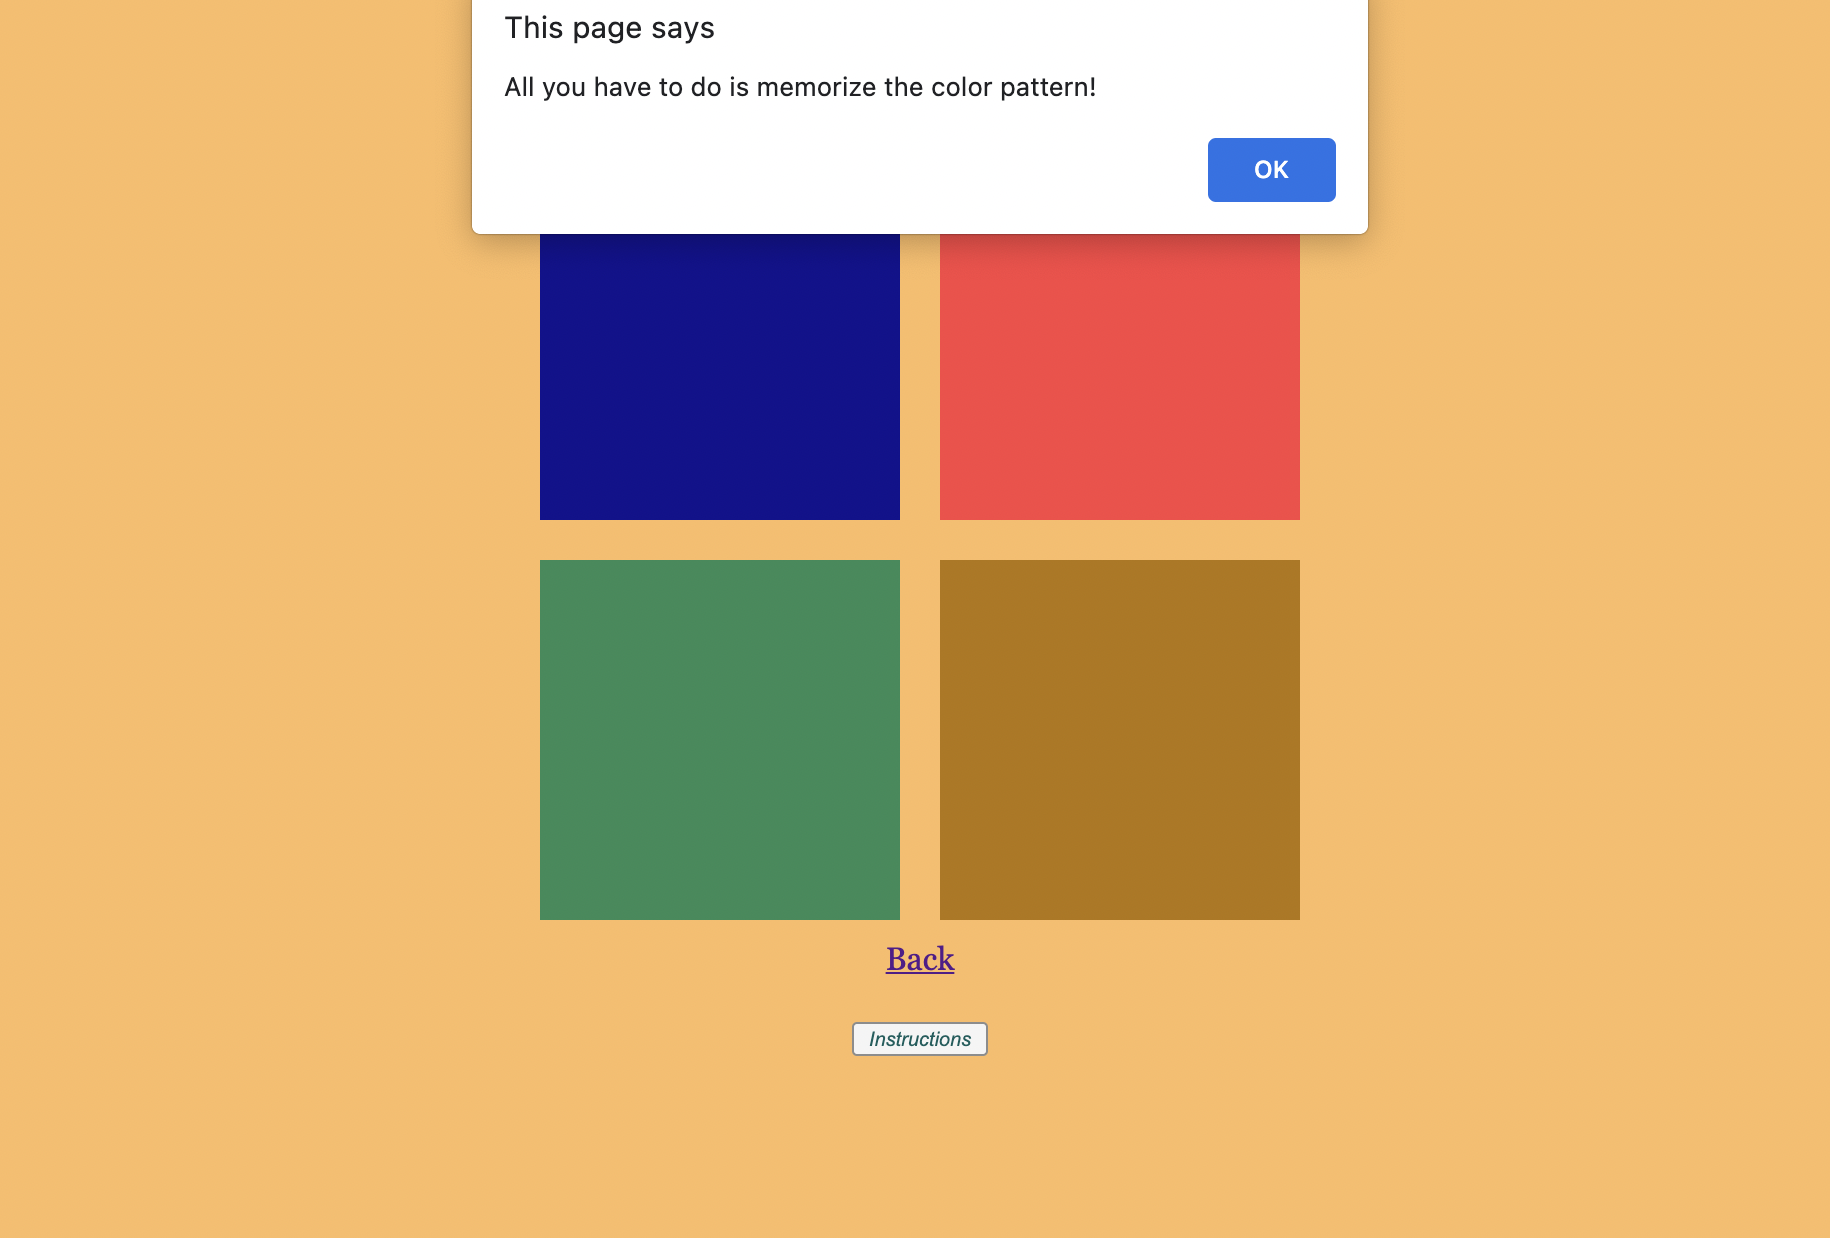 This page says
All you have to do is memorize the color pattern!
OK
Back
Instructions